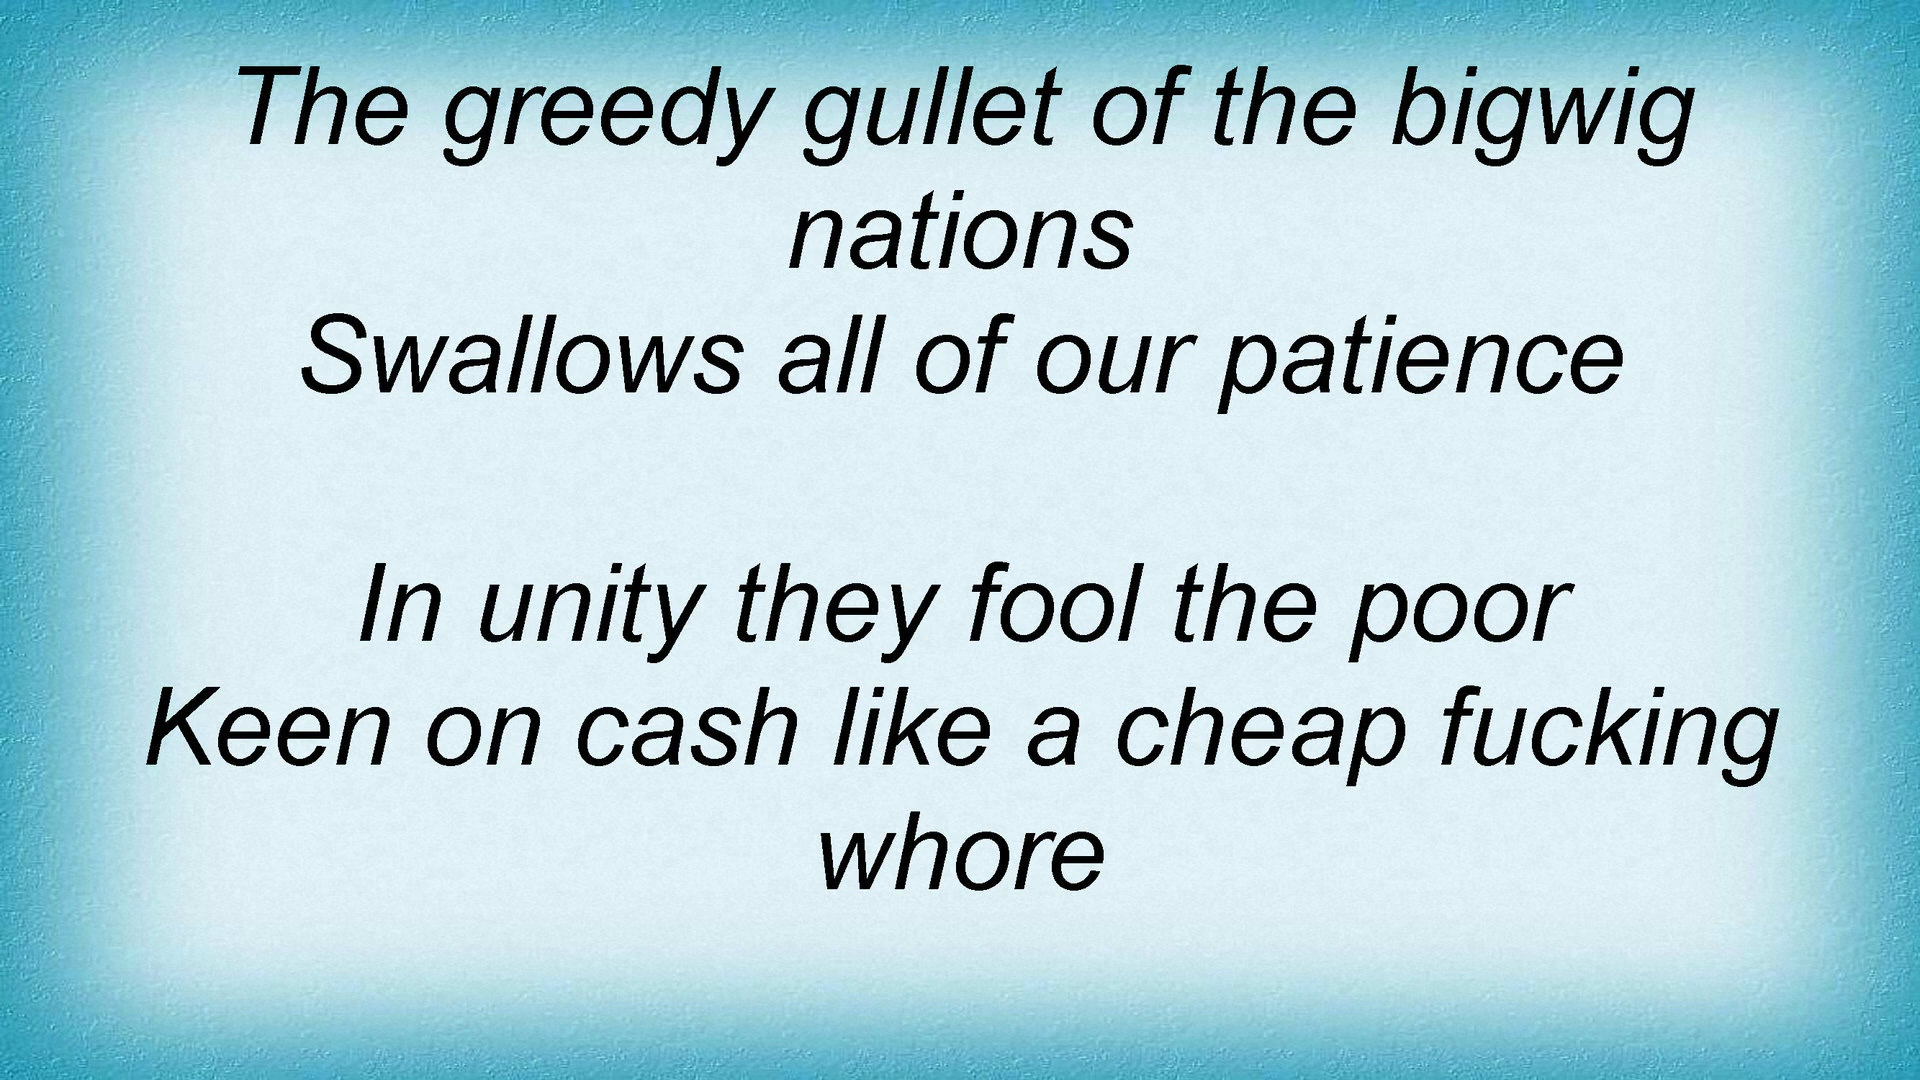 The greedy gullet of the bigwig
nations
Swallows all of our patience
In unity they fool the poor
Keen on cash like a cheap fucking
whore